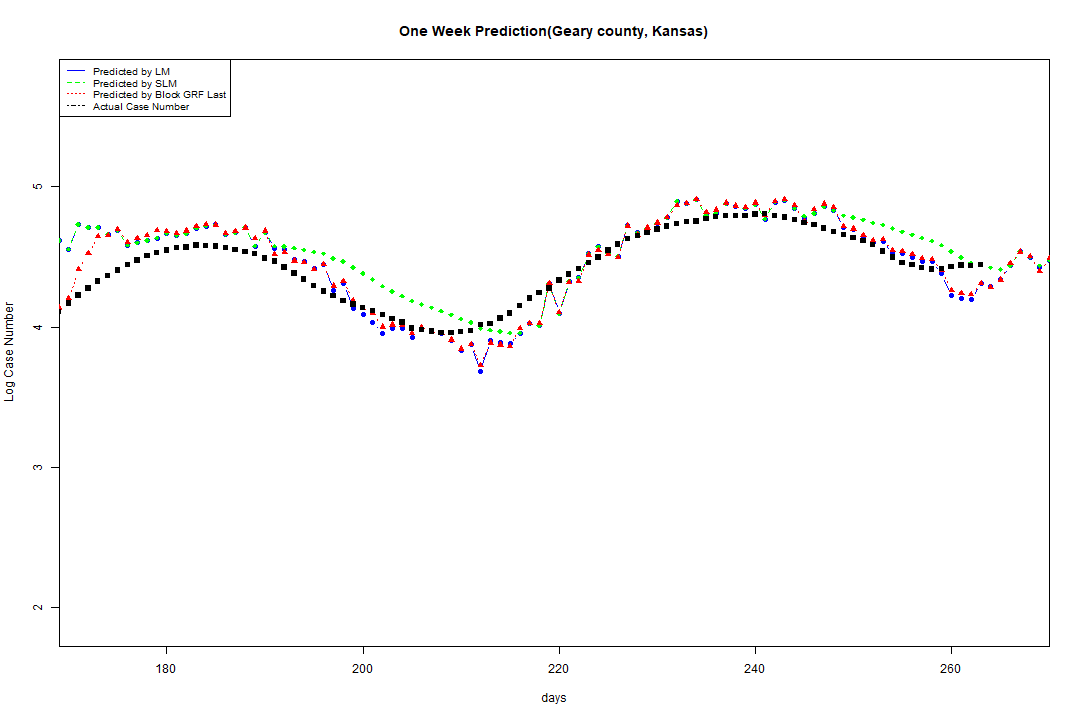 One Week Prediction(Geary county, Kansas)
Predicted by LM
Predicted by SLM
Predicted by Block GRF Last
Actual Case Number
5
4
3
2
Log Case Number
180 200 220 240 260
days